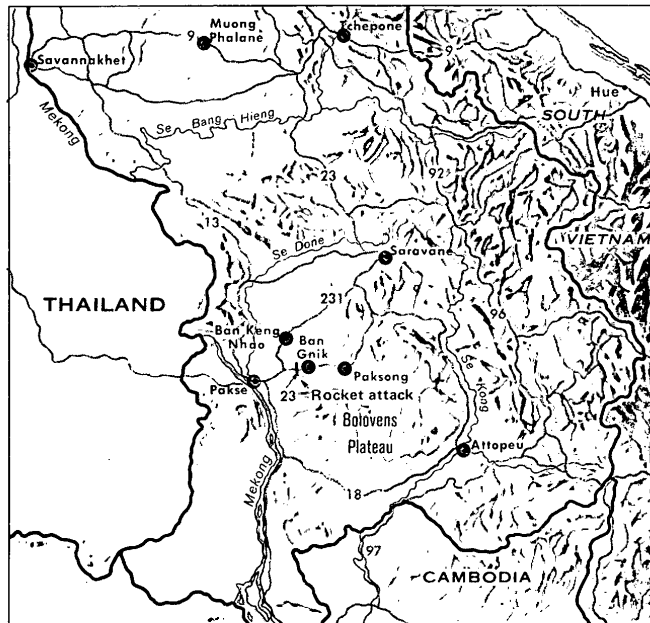 Muong
Phalane
9
Tchepone
9
Savannakhet
Hue
SOUTH
Mekong
Se Bang Hieng
23
92
13
Se Done
Saravane
VIETNAM
THAILAND
231
96
Ban Keng
Nhao
Ban
Gnik
Se Kong
Paksong
Pakse
23
Rocket attack
Bolovens
Plateau
Attopeu
Mekong
18
97
CAMBODIA